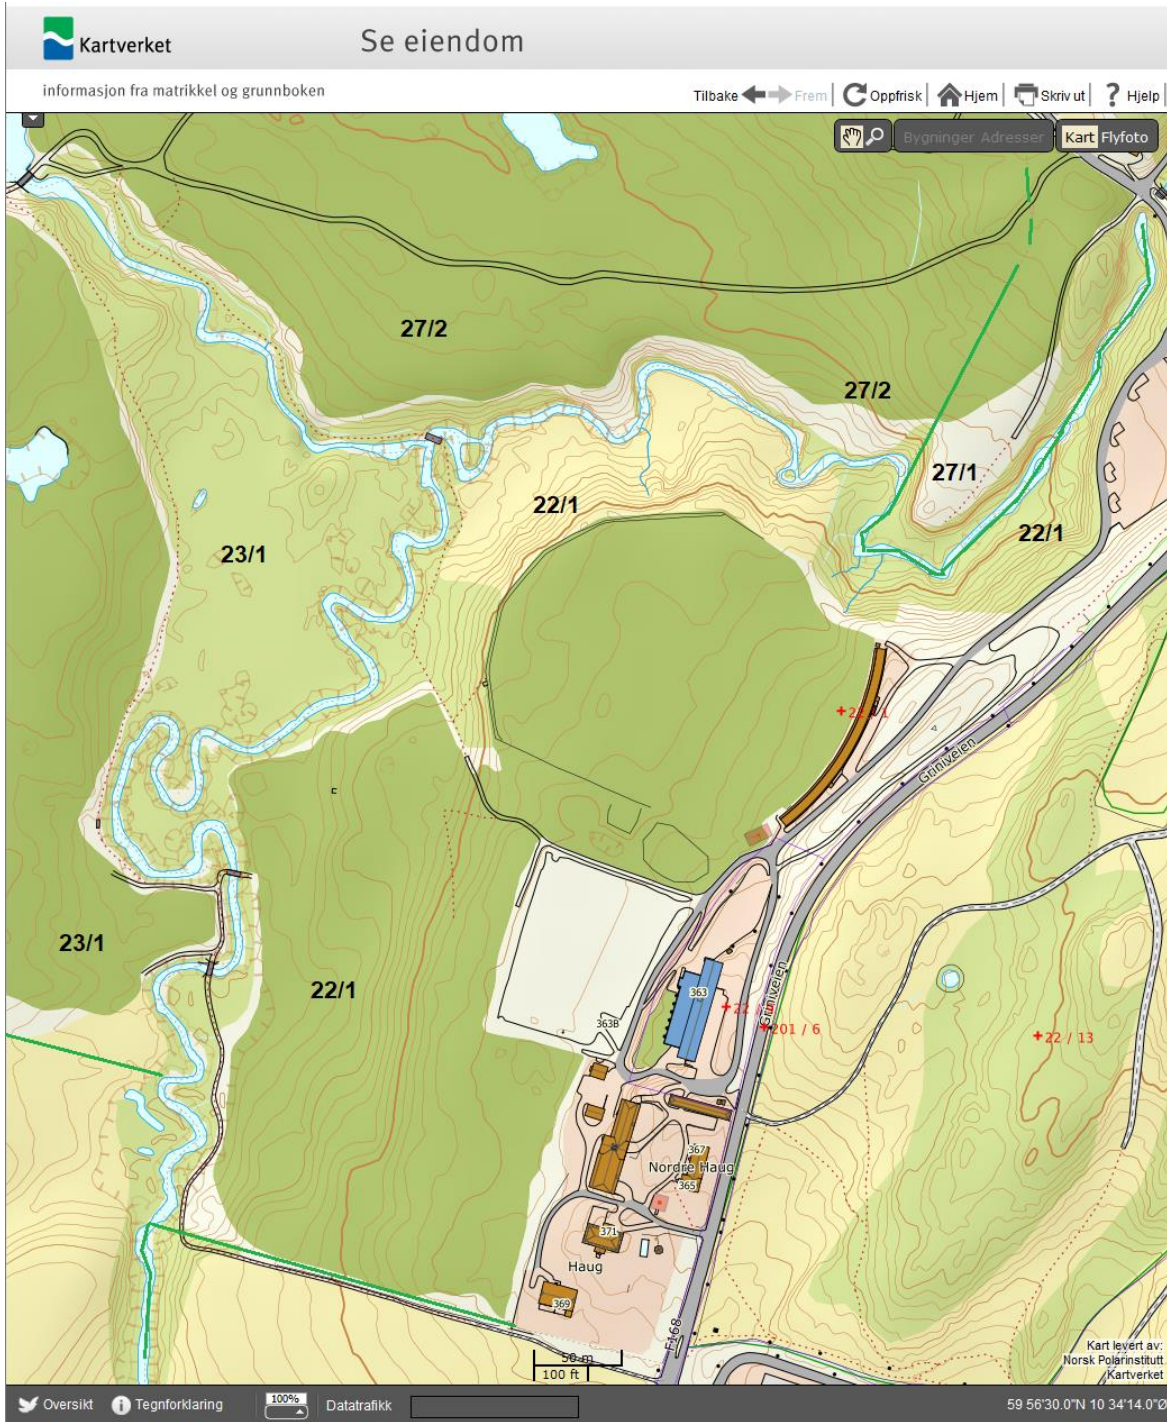 Kartverket
Se eiendom
informasjon fra matrikkel og grunnboken
Tilbake Frem Oppfrisk Hjem Skriv ut ? Hjelp
Bygninger Adresser Kart Flyfoto
27/2
27/2
27/1
22/1
22/1
23/1
Griniveien
23/1
22/1
363
363B
Griniveien
201 / 6
22 / 13
367
Nordre Haug
365
371
Haug
369
F168
50 m
100 ft
Kart levert av:
Norsk Polarinstitutt
Kartverket
Oversikt Tegnforklaring 100% Datatrafikk 59 56'30.0"N 10 34'14.0"Ø